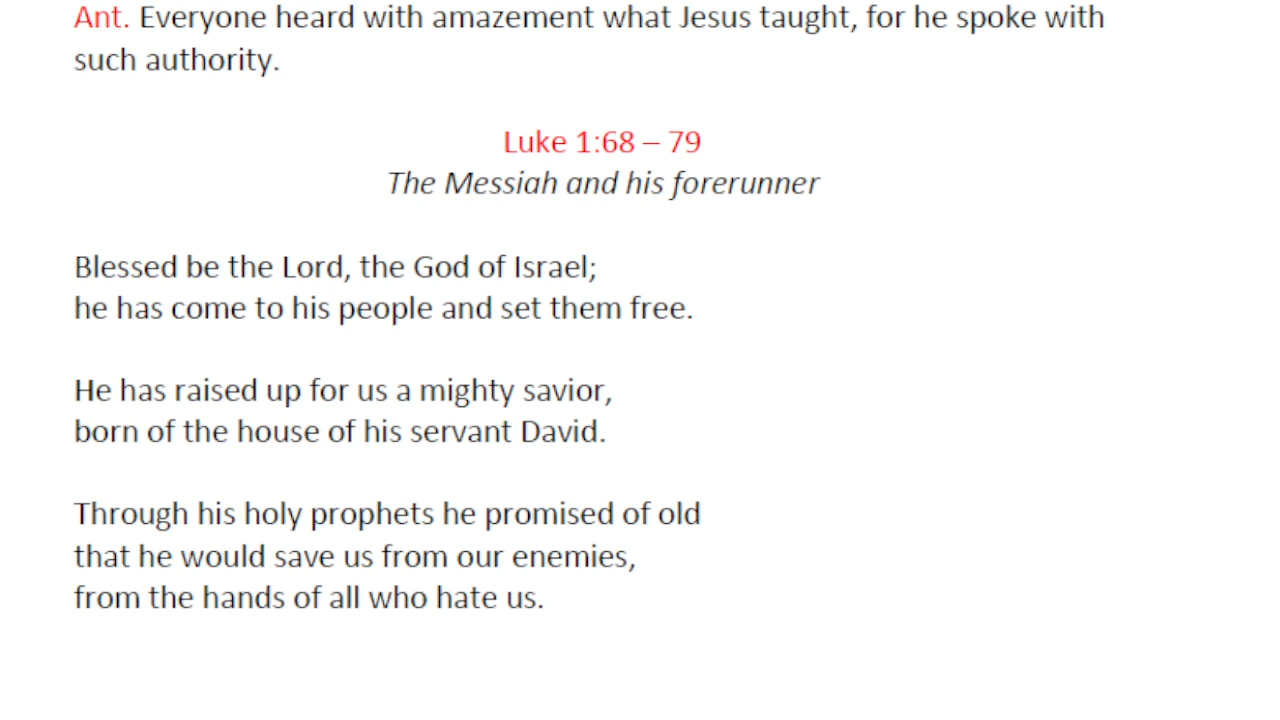 Ant. Everyone heard with amazement what Jesus taught, for he spoke with
such authority.
Luke 1:68 – 79
The Messiah and his forerunner
Blessed be the Lord, the God of Israel;
he has come to his people and set them free.
He has raised up for us a mighty savior,
born of the house of his servant David.
Through his holy prophets he promised of old
that he would save us from our enemies,
from the hands of all who hate us.